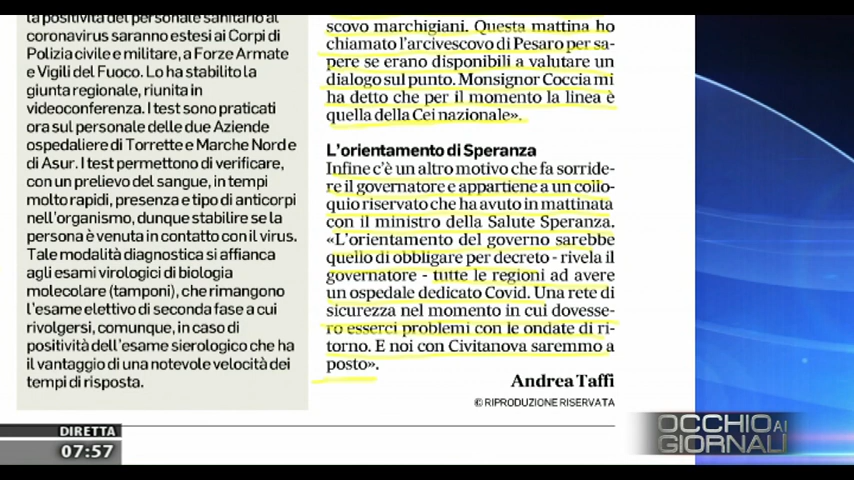 la positività del personale sanitario al
coronavirus saranno estesi ai Corpi di
Polizia civile e militare, a Forze Armate
e Vigili del Fuoco. Lo ha stabilito la
giunta regionale, riunita in
videoconferenza. I test sono praticati
ora sul personale delle due Aziende
ospedaliere di Torrette e Marche Nord e
di Asur. I test permettono di verificare,
con un prelievo del sangue, in tempi
molto rapidi, presenza e tipo di anticorpi
nell'organismo, dunque stabilire se la
persona è venuta in contatto con il virus.
Tale modalità diagnostica si affianca
agli esami virologici di biologia
molecolare (tamponi), che rimangono
l'esame elettivo di seconda fase a cui
rivolgersi, comunque, in caso di
positività dell'esame sierologico che ha
il vantaggio di una notevole velocità dei
tempi di risposta.
scovo marchigiani. Questa mattina ho
chiamato l'arcivescovo di Pesaro per sa-
pere se erano disponibili a valutare un
dialogo sul punto. Monsignor Coccia mi
ha detto che per il momento la linea è
quella della Cei nazionale».
L'orientamento di Speranza
Infine c'è un altro motivo che fa sorride-
re il governatore e appartiene a un collo-
quio riservato che ha avuto in mattinata
con il ministro della Salute Speranza.
«L'orientamento del governo sarebbe
quello di obbligare per decreto - rivela il
governatore - tutte le regioni ad avere
un ospedale dedicato Covid. Una rete di
sicurezza nel momento in cui dovesse-
ro esserci problemi con le ondate di ri-
torno. E noi con Civitanova saremmo a
posto».
Andrea Taffi
© RIPRODUZIONE RISERVATA
DIRETTA
07:57
OCCHIO AI
GIORNALI